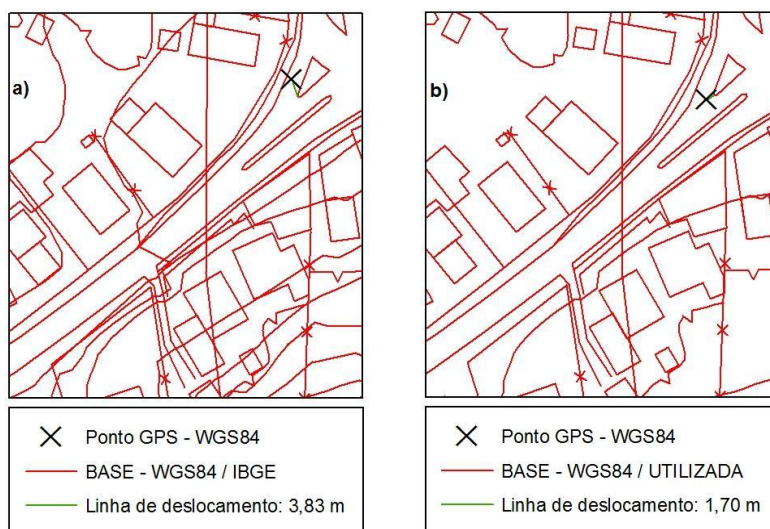 a)
Ponto GPS - WGS84
BASE - WGS84 / IBGE
Linha de deslocamento: 3,83 m
b)
Ponto GPS - WGS84
BASE - WGS84 / UTILIZADA
Linha de deslocamento: 1,70 m